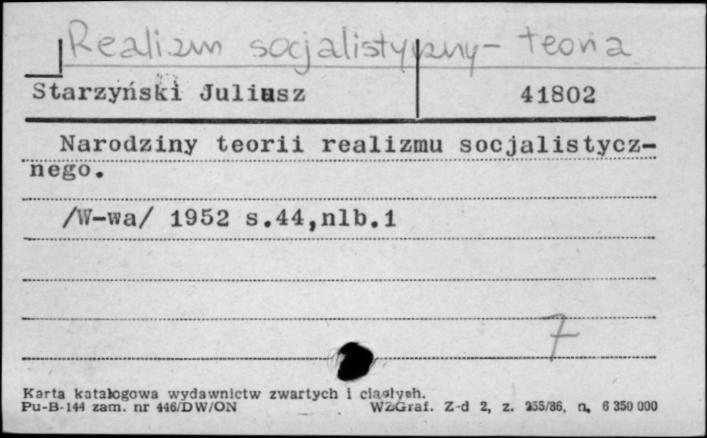 Realizm socjalistyczny - teoria
Starzyński Juliusz 41802
Narodziny teorii realizmu socjalistycz-
nego.
/W-wa/ 1952 s.44,nlb.1
7
Karta katalogowa wydawnictw zwartych i ciągłych.
Pu-B-144 zam. nr 446/DW/ON WZGraf. Z-d 2, z. 255/86, n. 6 350 000